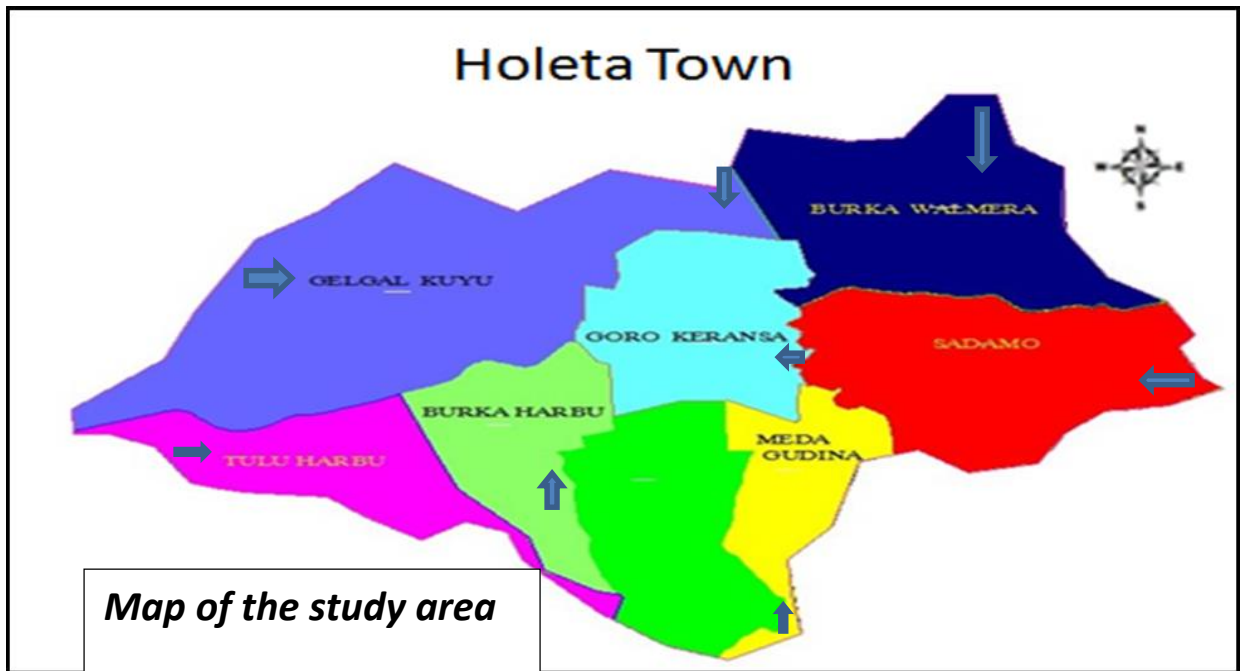 Holeta Town
N
W E
S
BURKA WALMERA
GELGAL KUYU
GORO KERANSA
SADAMO
BURKA HARBU
MEDA
GUDINA
TULU HARBU
Map of the study area